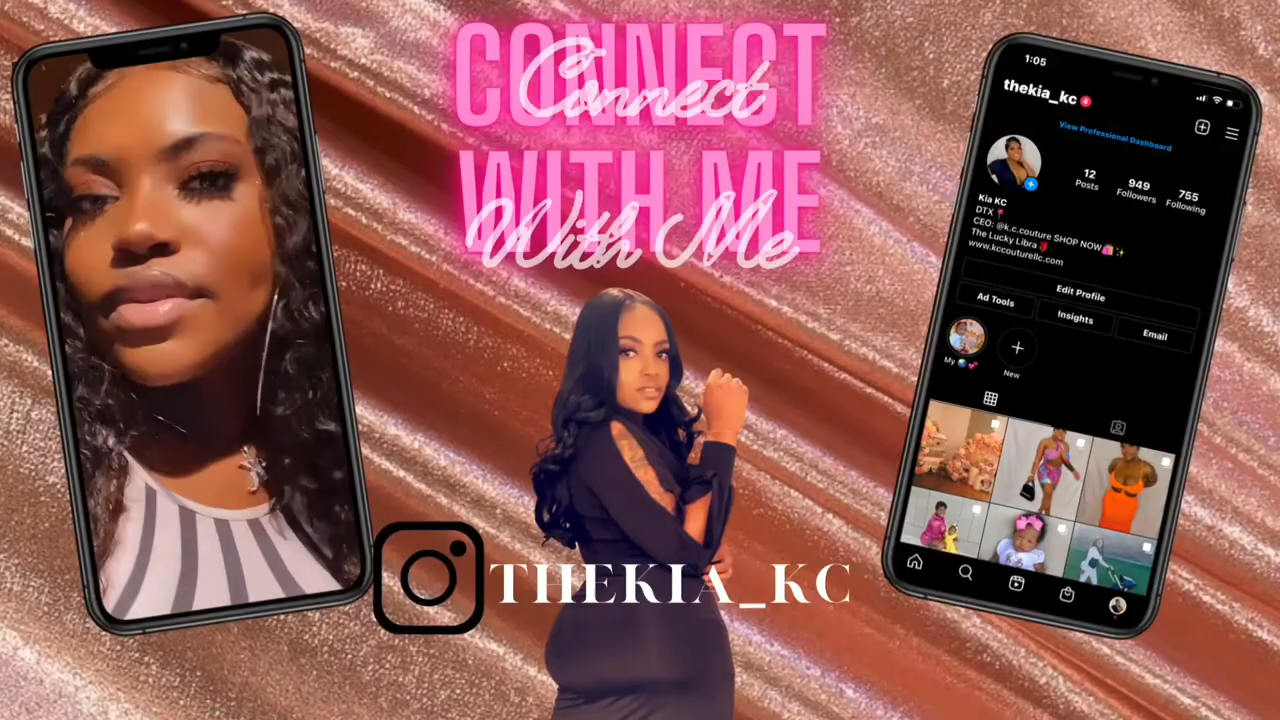 CONNECT
Connect
WITH ME
With Me
THEKIA_KC
1:05
thekia_kc 4
View Professional Dashboard
12 949 755
Posts Followers Following
Kia KC
DTX
CEO: @k.c.couture SHOP NOW
The Lucky Libra
www.kccouturellc.com
Edit Profile
Ad Tools Insights Email
My New